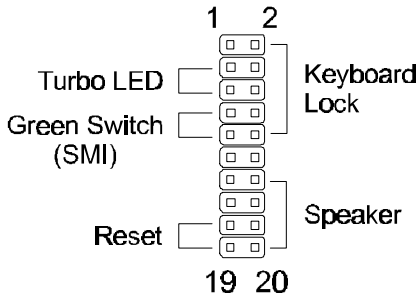 1 2
Turbo LED
Keyboard
Lock
Green Switch
(SMI)
Speaker
Reset
19 20